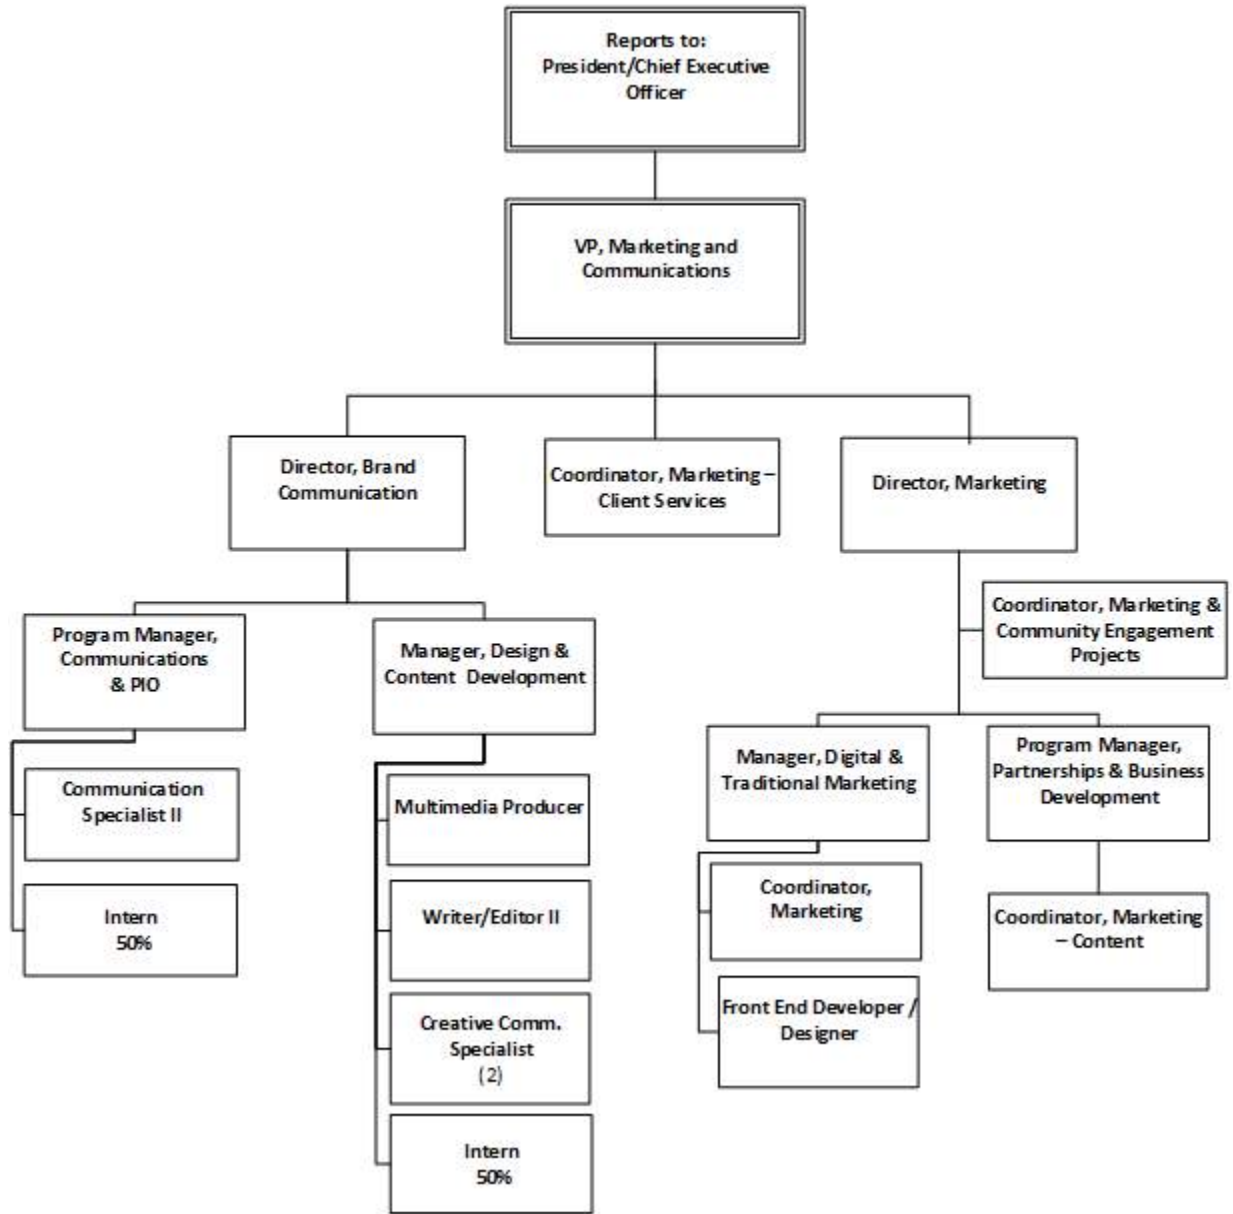 Reports to:
President/Chief Executive
Officer
VP, Marketing and
Communications
Director, Brand
Communication
Coordinator, Marketing –
Client Services
Director, Marketing
Program Manager,
Communications
& PIO
Manager, Design &
Content Development
Coordinator, Marketing &
Community Engagement
Projects
Manager, Digital &
Traditional Marketing
Program Manager,
Partnerships & Business
Development
Communication
Specialist II
Intern
50%
Multimedia Producer
Writer/Editor II
Creative Comm.
Specialist
(2)
Intern
50%
Coordinator,
Marketing
Front End Developer /
Designer
Coordinator, Marketing
– Content